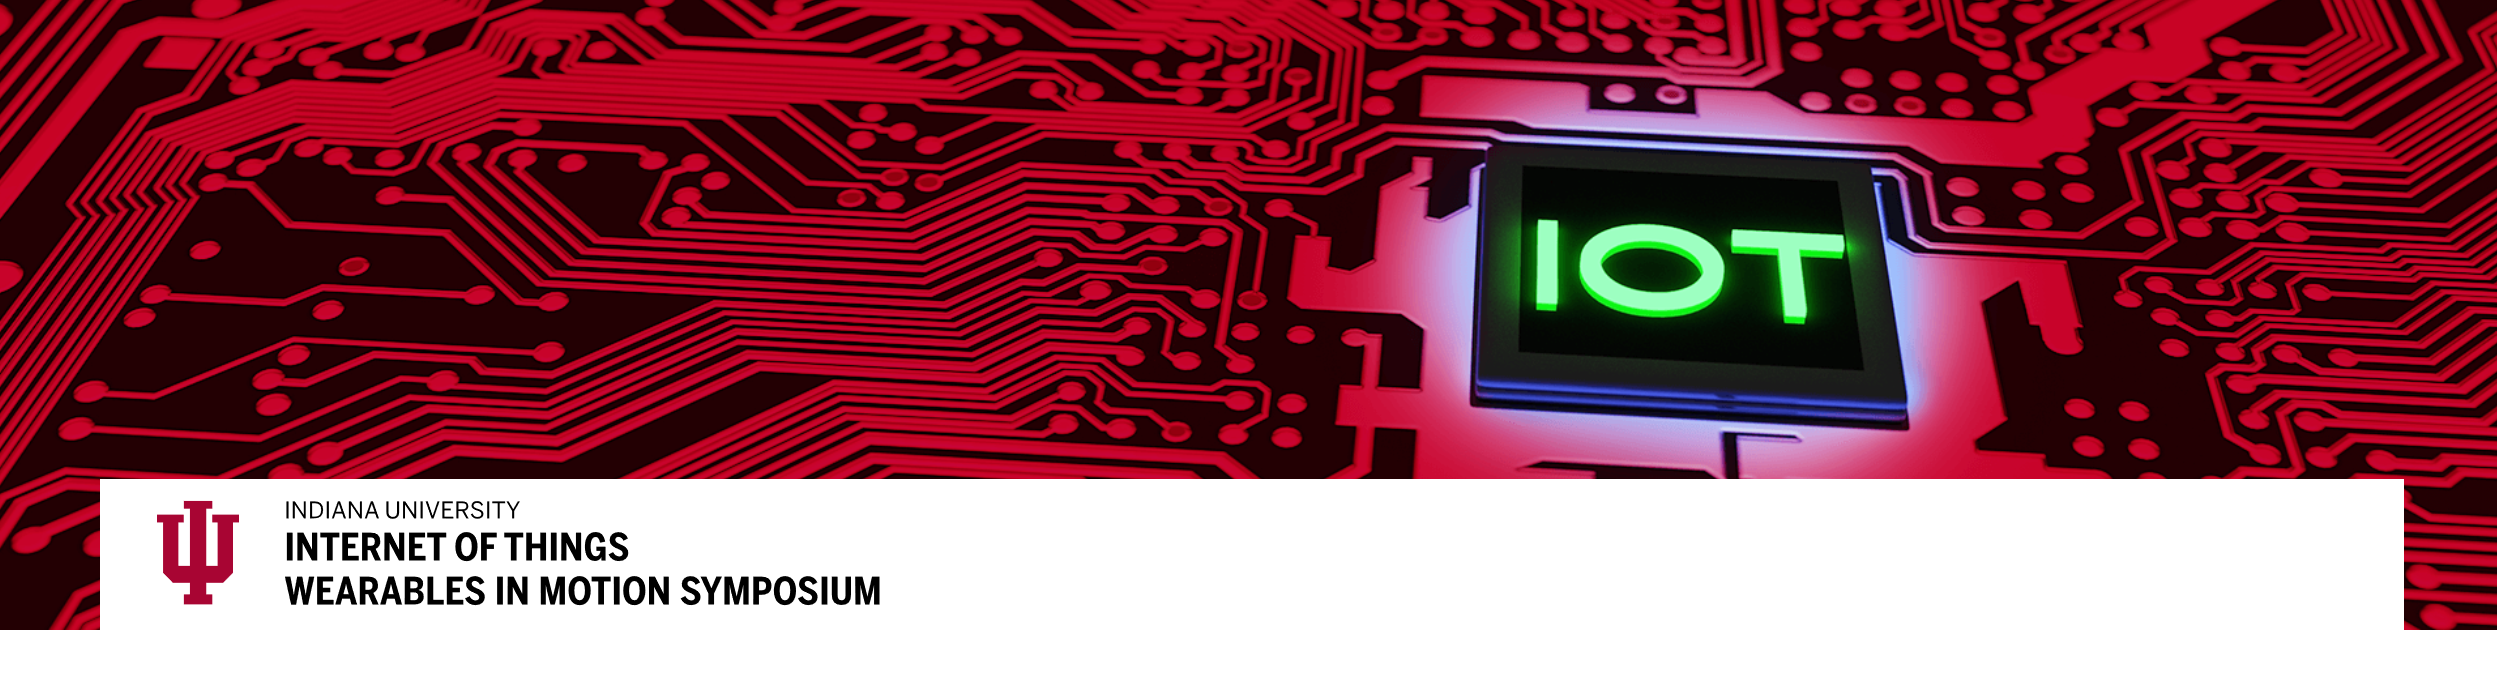 IOT
INDIANA UNIVERSITY
INTERNET OF THINGS
WEARABLES IN MOTION SYMPOSIUM